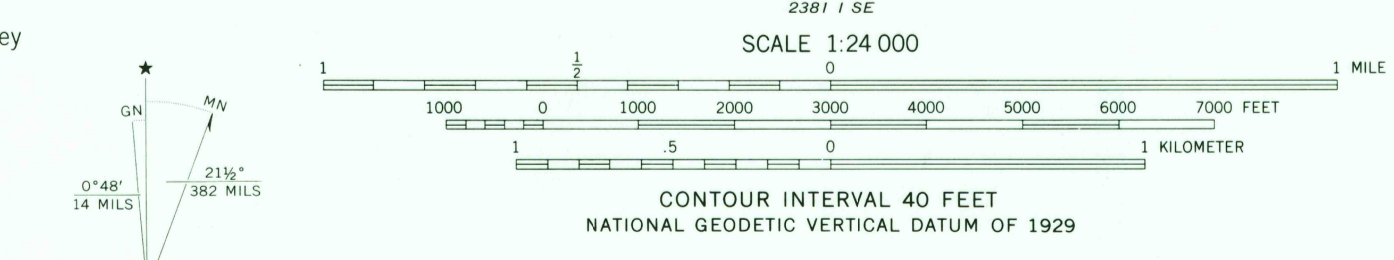 2381 I SE
ey
SCALE 1:24 000
1 1/2 0 1 MILE
1000 0 1000 2000 3000 4000 5000 6000 7000 FEET
1 .5 0 1 KILOMETER
CONTOUR INTERVAL 40 FEET
NATIONAL GEODETIC VERTICAL DATUM OF 1929
★
GN
MN
0°48'
14 MILS
21½°
382 MILS